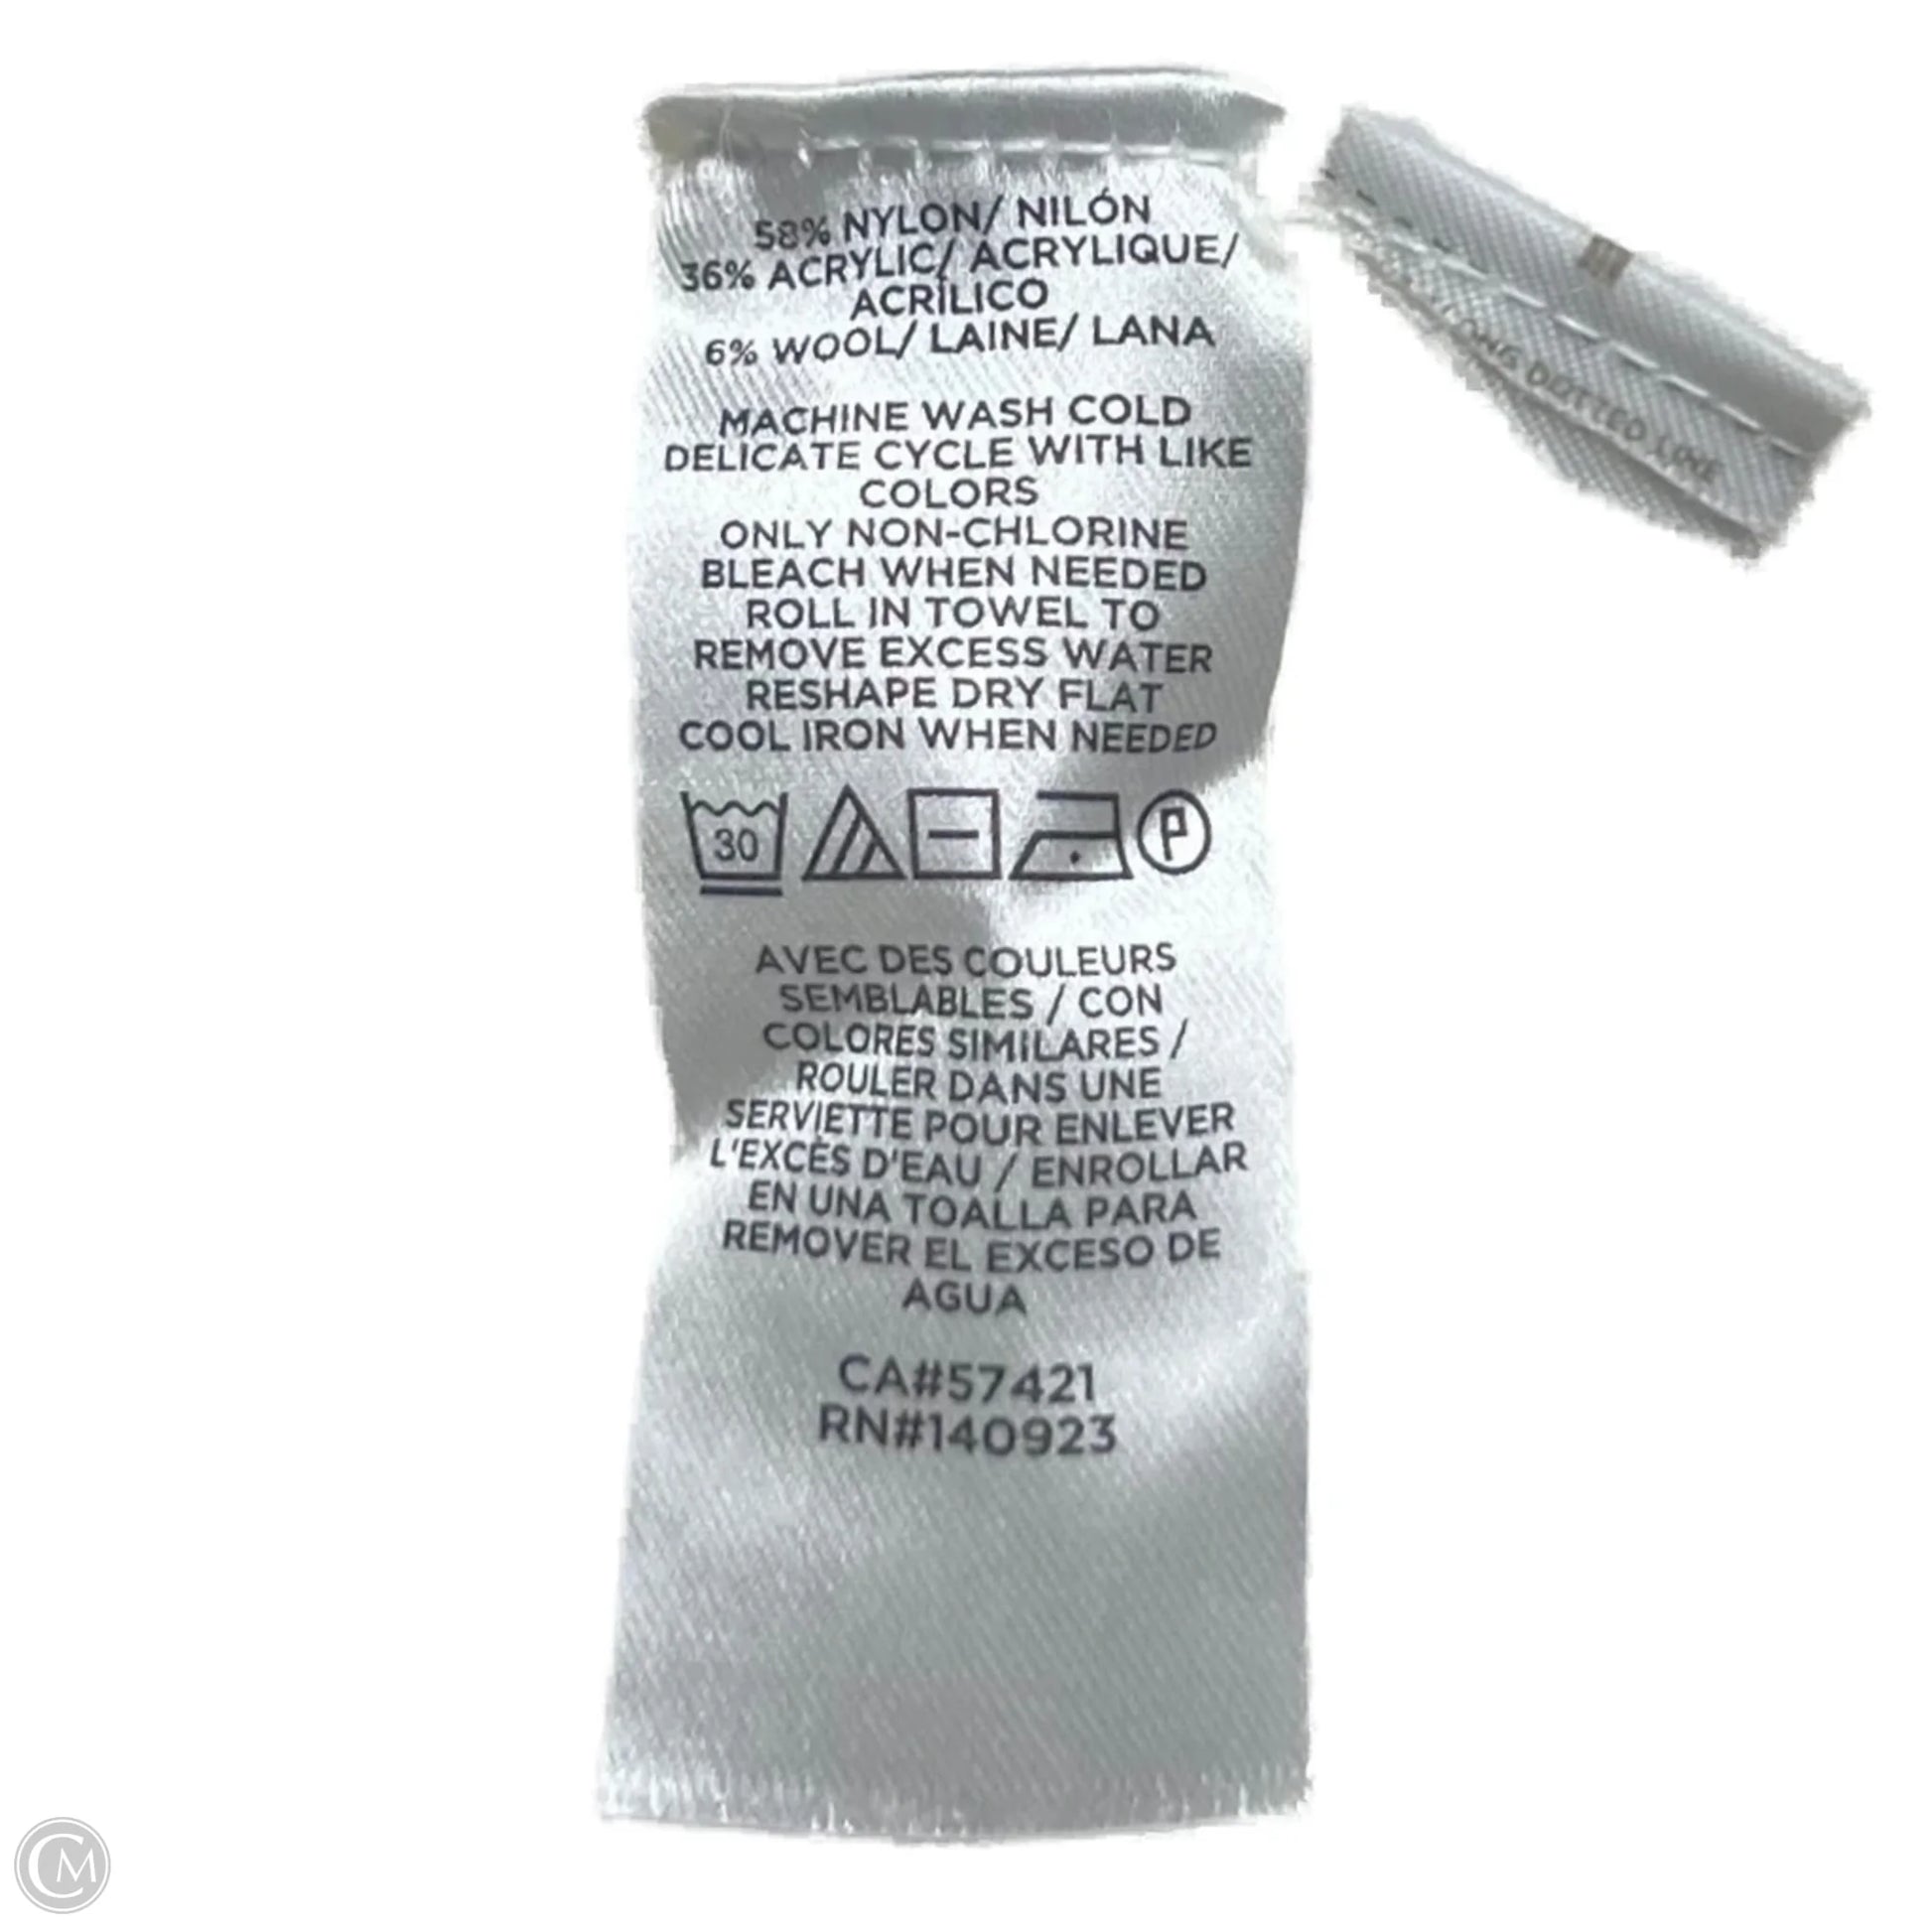 58% NYLON/ NILÓN
36% ACRYLIC/ ACRYLIQUE/
ACRÍLICO
6% WOOL/ LAINE/ LANA
MACHINE WASH COLD
DELICATE CYCLE WITH LIKE
COLORS
ONLY NON-CHLORINE
BLEACH WHEN NEEDED
ROLL IN TOWEL TO
REMOVE EXCESS WATER
RESHAPE DRY FLAT
COOL IRON WHEN NEEDED
30
P
AVEC DES COULEURS
SEMBLABLES / CON
COLORES SIMILARES /
ROULER DANS UNE
SERVIETTE POUR ENLEVER
L'EXCÈS D'EAU / ENROLLAR
EN UNA TOALLA PARA
REMOVER EL EXCESO DE
AGUA
CA#57421
RN#140923
DOTTED LINE
CM